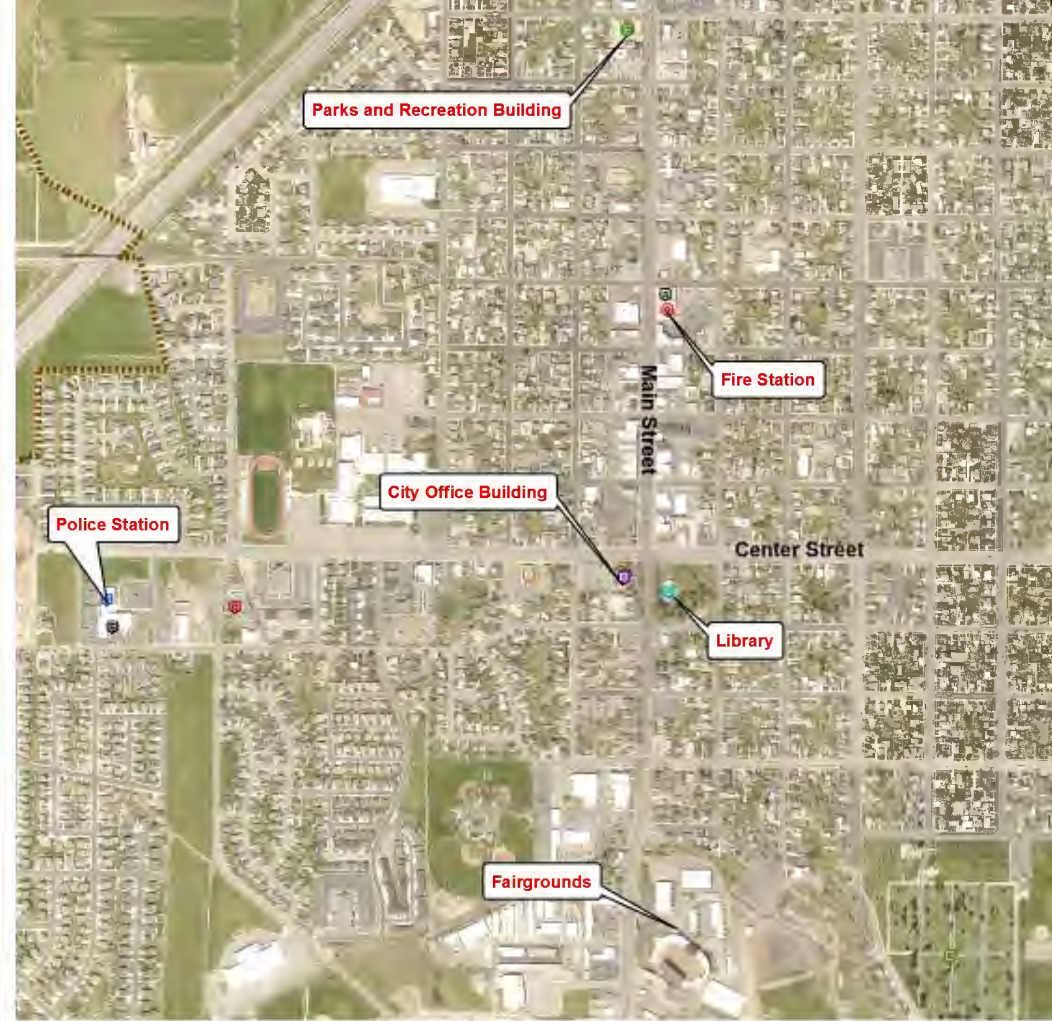 Parks and Recreation Building
Fire Station
Main Street
City Office Building
Police Station
Center Street
Library
Fairgrounds